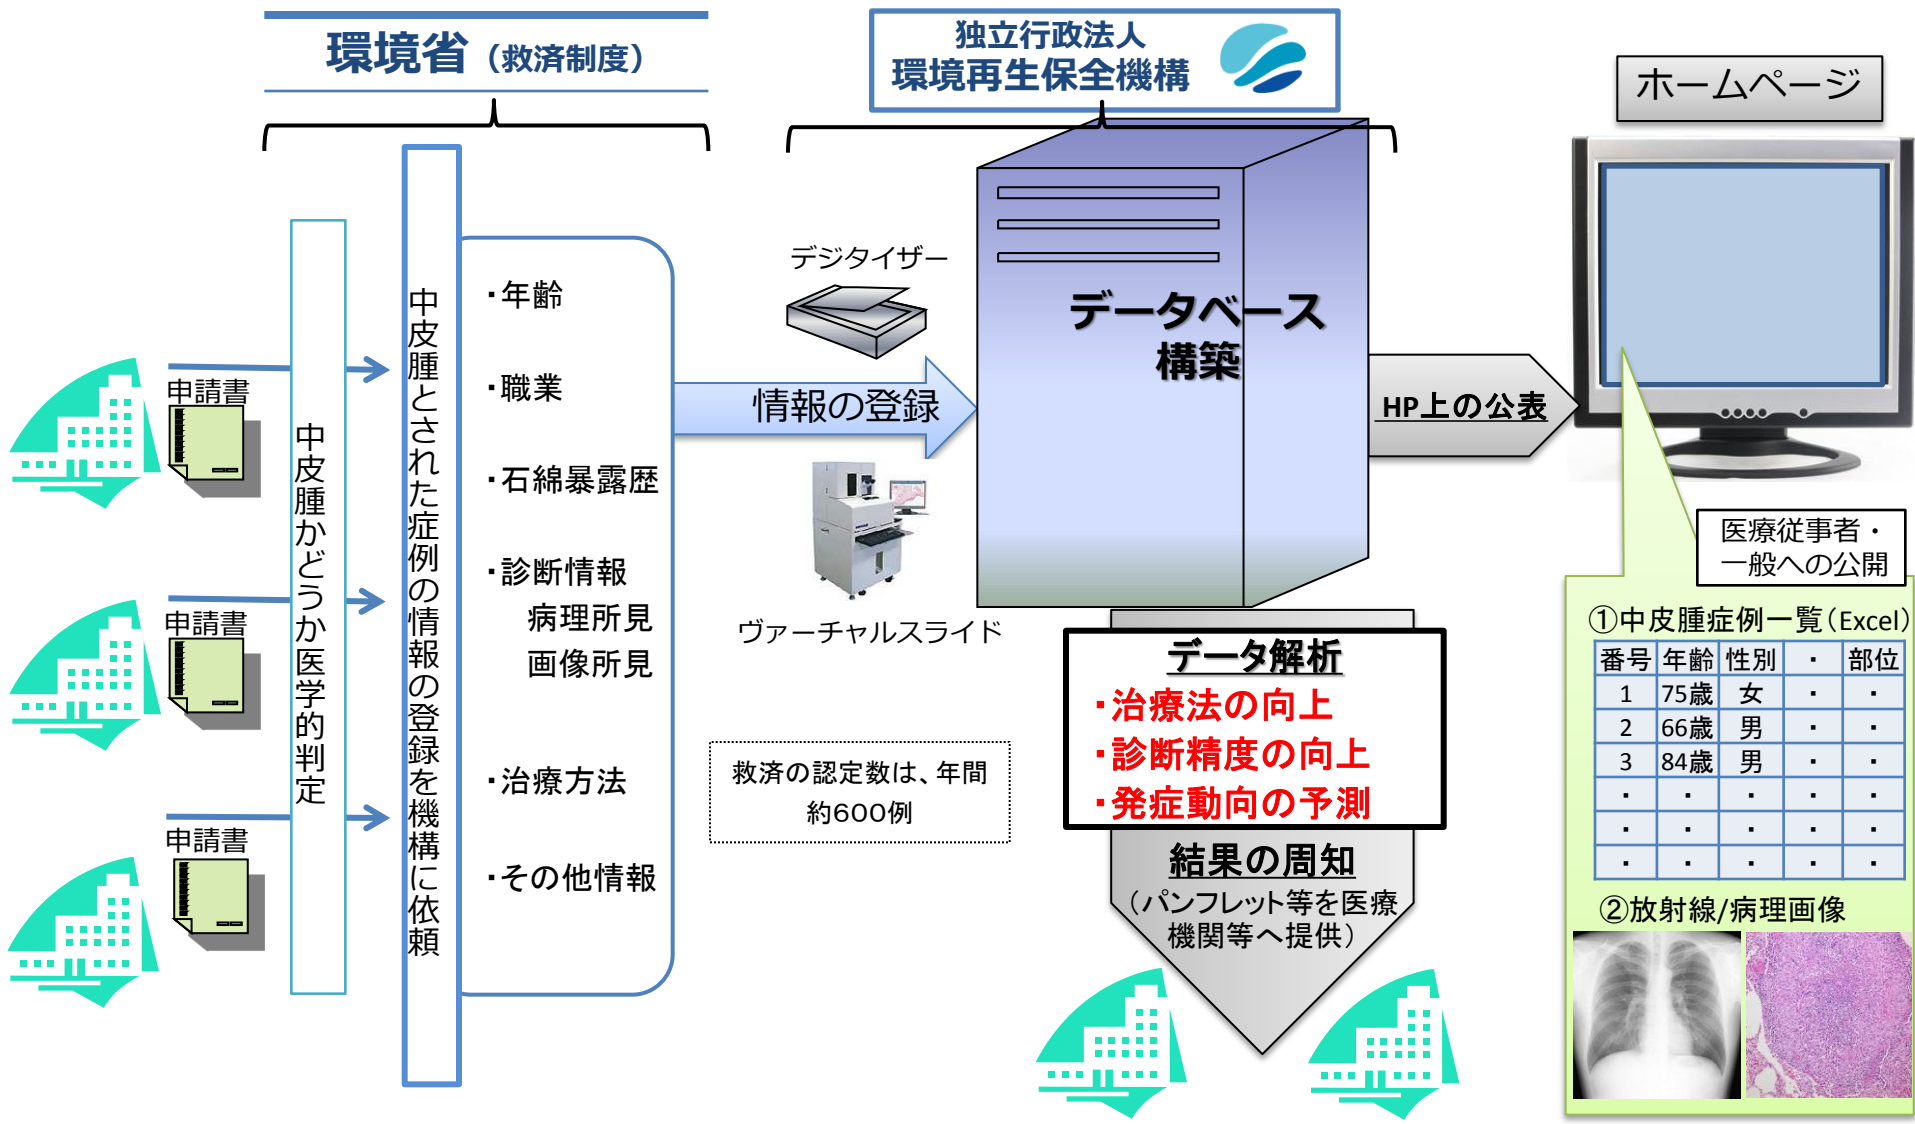 環境省（救済制度）
独立行政法人
環境再生保全機構
ホームページ
申請書
申請書
申請書
中皮腫かどうか医学的判定
中皮腫とされた症例の情報の登録を機構に依頼
・年齢
・職業
・石綿暴露歴
・診断情報
病理所見
画像所見
・治療方法
・その他情報
デジタイザー
情報の登録
ヴァーチャルスライド
救済の認定数は、年間
約600例
データベース
構築
HP上の公表
データ解析
・治療法の向上
・診断精度の向上
・発症動向の予測
結果の周知
（パンフレット等を医療
機関等へ提供）
医療従事者・
一般への公開
①中皮腫症例一覧（Excel）
番号 年齢 性別 ・ 部位
1 75歳 女 ・ ・
2 66歳 男 ・ ・
3 84歳 男 ・ ・
・ ・ ・ ・ ・
・ ・ ・ ・ ・
・ ・ ・ ・ ・
②放射線/病理画像